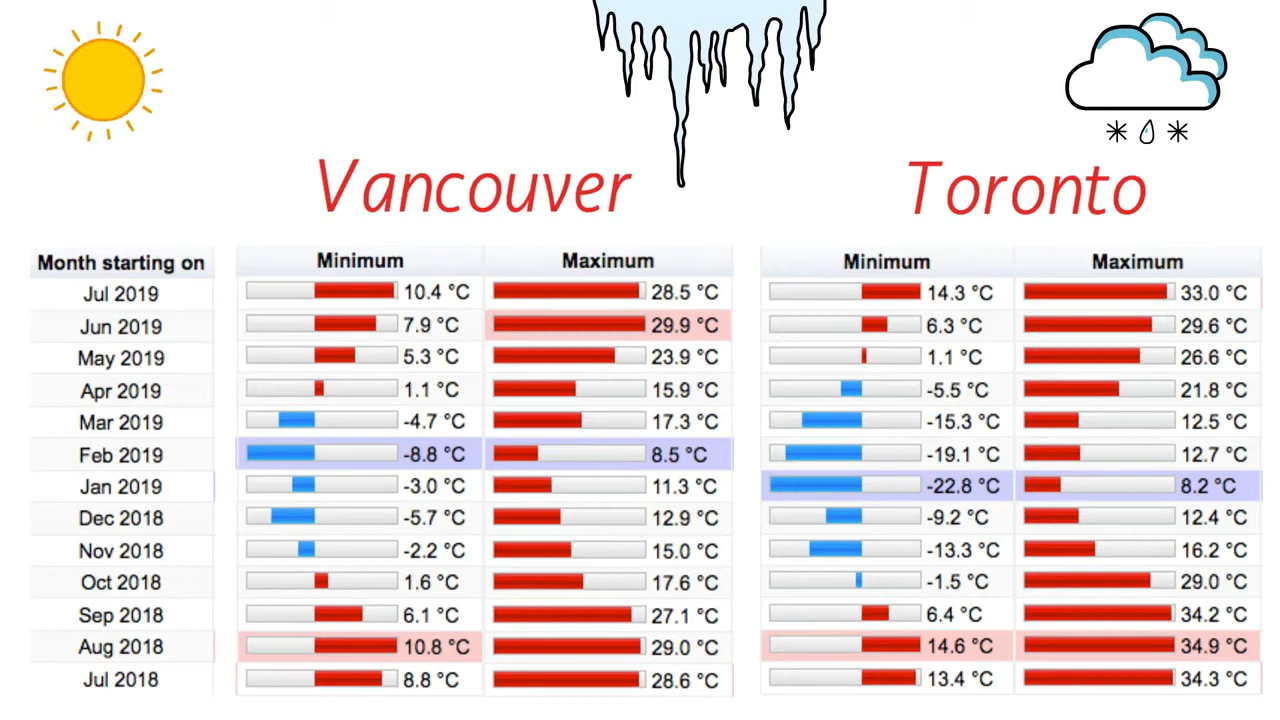 Vancouver Toronto
Month starting on Minimum Maximum Minimum Maximum
Jul 2019 10.4 °C 28.5 °C 14.3 °C 33.0 °C
Jun 2019 7.9 °C 29.9 °C 6.3 °C 29.6 °C
May 2019 5.3 °C 23.9 °C 1.1 °C 26.6 °C
Apr 2019 1.1 °C 15.9 °C -5.5 °C 21.8 °C
Mar 2019 -4.7 °C 17.3 °C -15.3 °C 12.5 °C
Feb 2019 -8.8 °C 8.5 °C -19.1 °C 12.7 °C
Jan 2019 -3.0 °C 11.3 °C -22.8 °C 8.2 °C
Dec 2018 -5.7 °C 12.9 °C -9.2 °C 12.4 °C
Nov 2018 -2.2 °C 15.0 °C -13.3 °C 16.2 °C
Oct 2018 1.6 °C 17.6 °C -1.5 °C 29.0 °C
Sep 2018 6.1 °C 27.1 °C 6.4 °C 34.2 °C
Aug 2018 10.8 °C 29.0 °C 14.6 °C 34.9 °C
Jul 2018 8.8 °C 28.6 °C 13.4 °C 34.3 °C